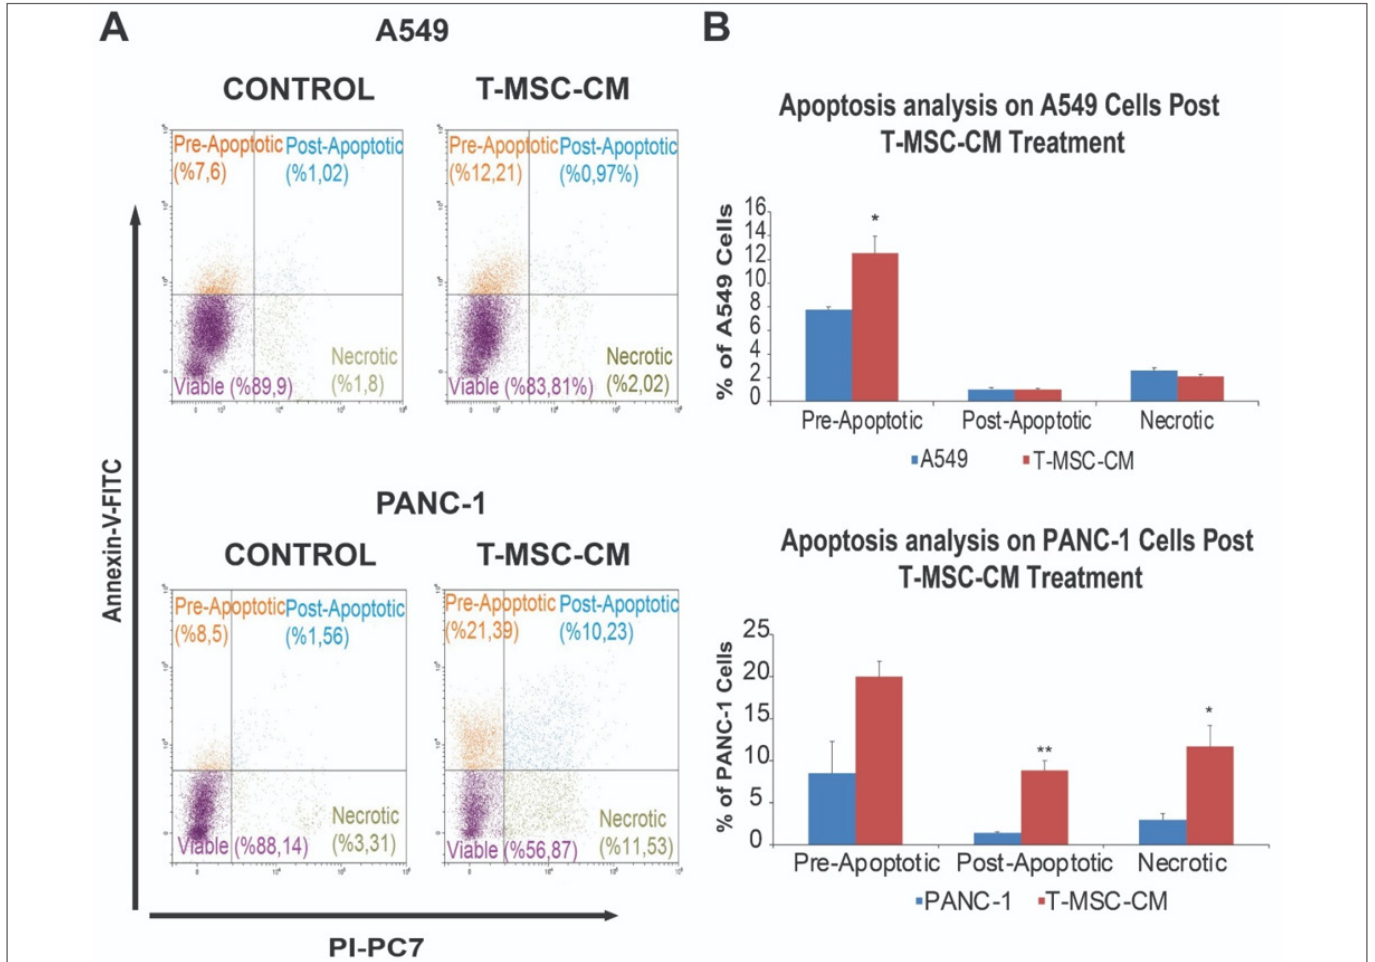 A
A549
CONTROL
T-MSC-CM
Pre-Apoptotic
(%7,6)
Post-Apoptotic
(%1,02)
Viable (%89,9)
Necrotic
(%1,8)
Pre-Apoptotic
(%12,21)
Post-Apoptotic
(%0,97%)
Viable (%83,81%)
Necrotic
(%2,02)
PANC-1
CONTROL
T-MSC-CM
Pre-Apoptotic
(%8,5)
Post-Apoptotic
(%1,56)
Viable (%88,14)
Necrotic
(%3,31)
Pre-Apoptotic
(%21,39)
Post-Apoptotic
(%10,23)
Viable (%56,87)
Necrotic
(%11,53)
Annexin-V-FITC
PI-PC7
B
Apoptosis analysis on A549 Cells Post
T-MSC-CM Treatment
% of A549 Cells
16
14
12
10
8
6
4
2
0
*
Pre-Apoptotic
Post-Apoptotic
Necrotic
A549
T-MSC-CM
Apoptosis analysis on PANC-1 Cells Post
T-MSC-CM Treatment
% of PANC-1 Cells
25
20
15
10
5
0
**
*
Pre-Apoptotic
Post-Apoptotic
Necrotic
PANC-1
T-MSC-CM